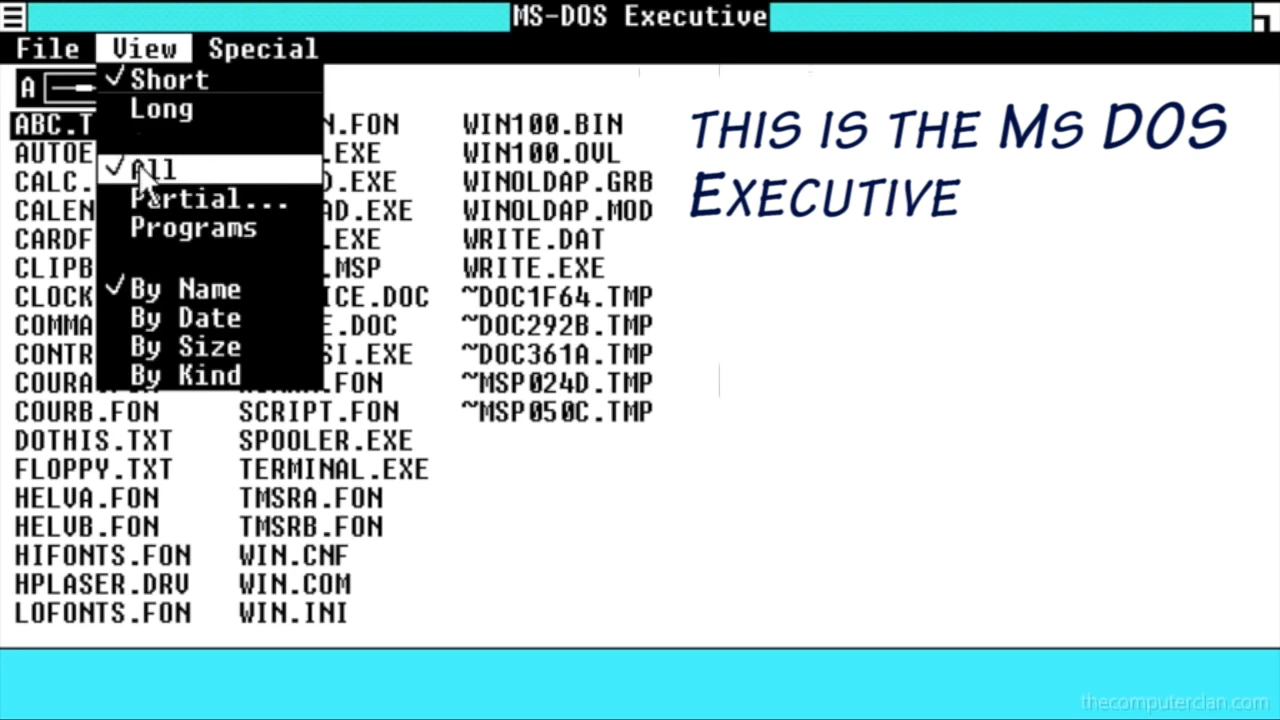 MS-DOS Executive
File View Special
A
Short
Long
All
Partial...
Programs
By Name
By Date
By Size
By Kind
ABC.T
AUTOE
CALC.
CALEN
CARDF
CLIPB
CLOCK
COMMA
CONTR
COURA
COURB.FON
DOTHIS.TXT
FLOPPY.TXT
HELVA.FON
HELVB.FON
HIFONTS.FON
HPLASER.DRV
LOFONTS.FON
N.FON
.EXE
D.EXE
AD.EXE
.EXE
.MSP
ICE.DOC
E.DOC
SI.EXE
.FON
SCRIPT.FON
SPOOLER.EXE
TERMINAL.EXE
TMSRA.FON
TMSRB.FON
WIN.CNF
WIN.COM
WIN.INI
WIN100.BIN
WIN100.OVL
WINOLDAP.GRB
WINOLDAP.MOD
WRITE.DAT
WRITE.EXE
~DOC1F64.TMP
~DOC292B.TMP
~DOC361A.TMP
~MSP024D.TMP
~MSP050C.TMP
THIS IS THE MS DOS
EXECUTIVE
thecomputerclan.com